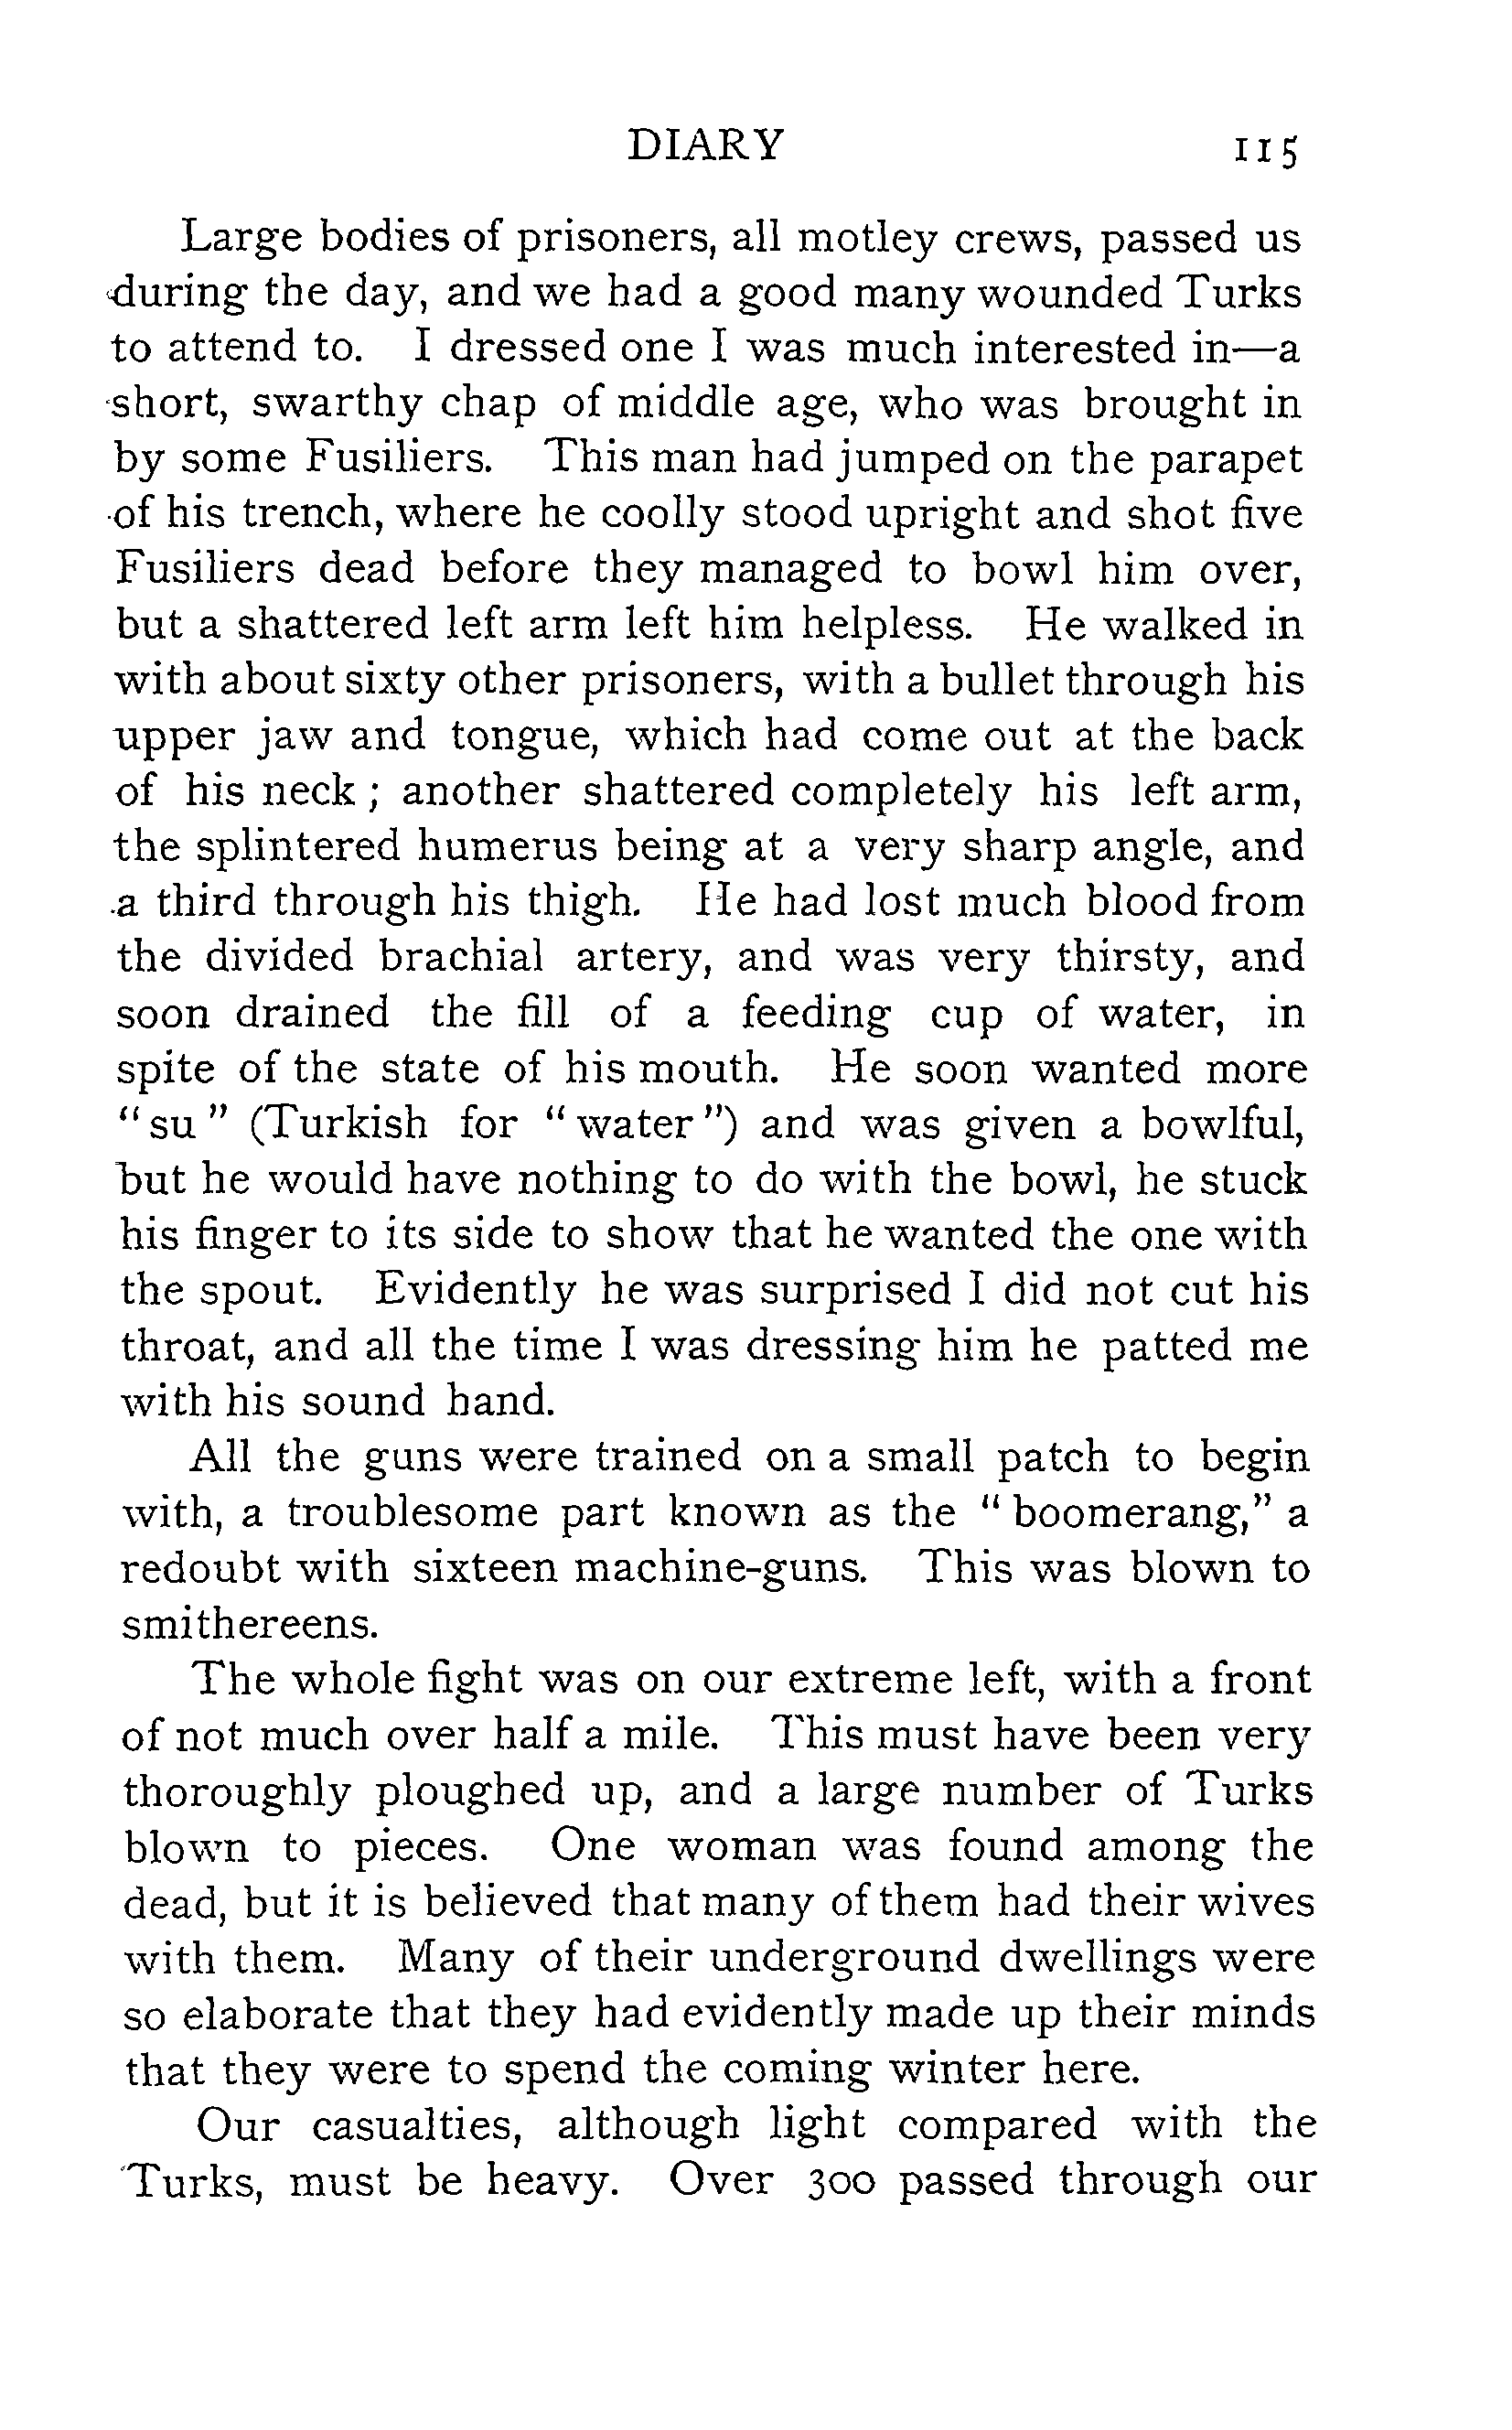 DIARY 115
Large bodies of prisoners, all motley crews, passed us
during the day, and we had a good many wounded Turks
to attend to. I dressed one I was much interested in—a
short, swarthy chap of middle age, who was brought in
by some Fusiliers. This man had jumped on the parapet
of his trench, where he coolly stood upright and shot five
Fusiliers dead before they managed to bowl him over,
but a shattered left arm left him helpless. He walked in
with about sixty other prisoners, with a bullet through his
upper jaw and tongue, which had come out at the back
of his neck; another shattered completely his left arm,
the splintered humerus being at a very sharp angle, and
a third through his thigh. He had lost much blood from
the divided brachial artery, and was very thirsty, and
soon drained the fill of a feeding cup of water, in
spite of the state of his mouth. He soon wanted more
"su" (Turkish for "water") and was given a bowlful,
but he would have nothing to do with the bowl, he stuck
his finger to its side to show that he wanted the one with
the spout. Evidently he was surprised I did not cut his
throat, and all the time I was dressing him he patted me
with his sound hand.
All the guns were trained on a small patch to begin
with, a troublesome part known as the "boomerang," a
redoubt with sixteen machine-guns. This was blown to
smithereens.
The whole fight was on our extreme left, with a front
of not much over half a mile. This must have been very
thoroughly ploughed up, and a large number of Turks
blown to pieces. One woman was found among the
dead, but it is believed that many of them had their wives
with them. Many of their underground dwellings were
so elaborate that they had evidently made up their minds
that they were to spend the coming winter here.
Our casualties, although light compared with the
Turks, must be heavy. Over 300 passed through our